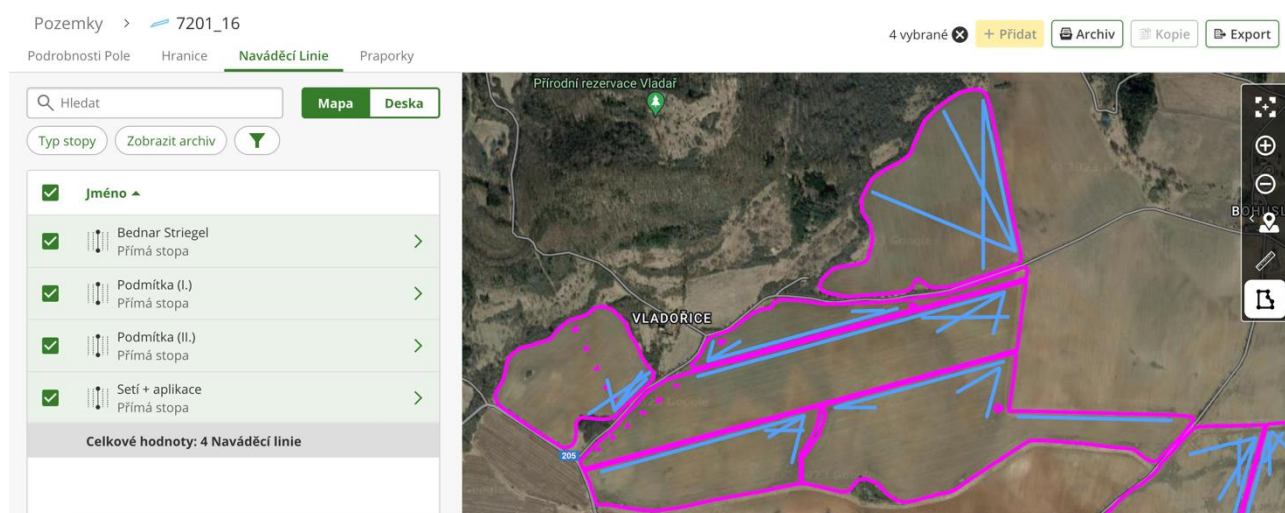 Pozemky > 7201_16
4 vybrané + Přidat Archiv Kopie Export
Podrobnosti Pole Hranice Naváděcí Linie Praporky
Hledat
Mapa Deska
Typ stopy Zobrazit archiv
Jméno
Bednar Striegel
Přímá stopa
Podmítka (I.)
Přímá stopa
Podmítka (II.)
Přímá stopa
Setí + aplikace
Přímá stopa
Celkové hodnoty: 4 Naváděcí linie
Přírodní rezervace Vladař
VLADOŘICE
205